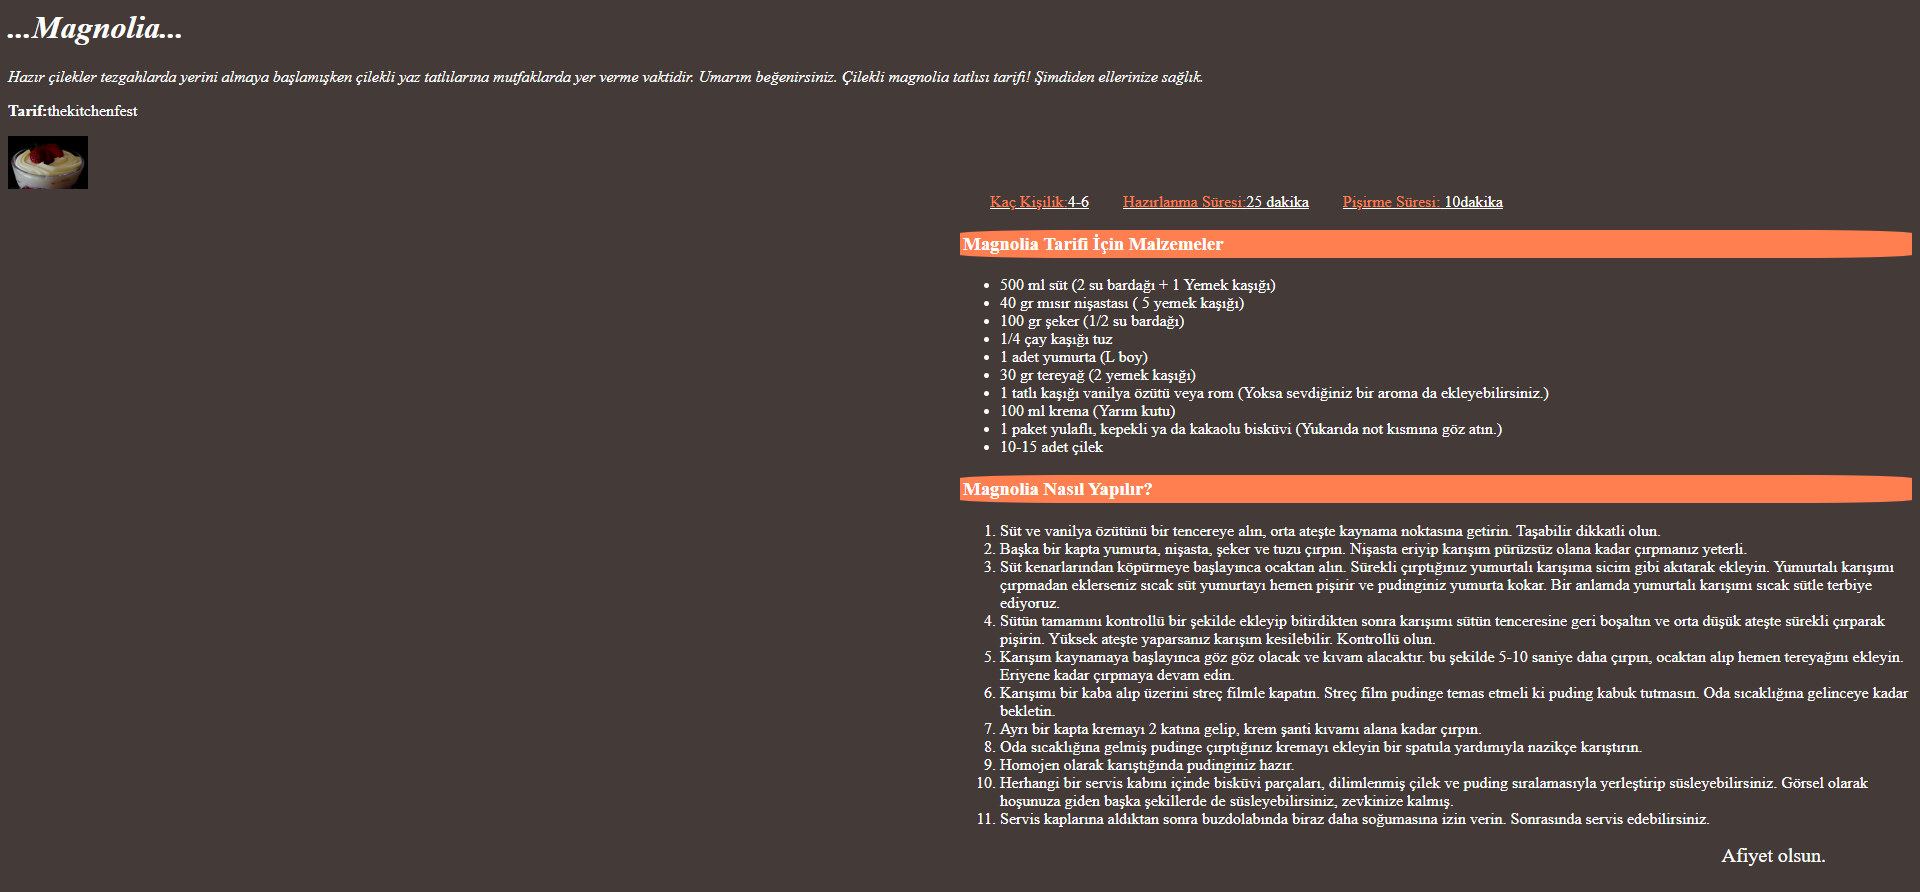 ...Magnolia...
Hazır çilekler tezgahlarda yerini almaya başlamışken çilekli yaz tatlılarına mutfaklarda yer verme vaktidir. Umarım beğenirsiniz. Çilekli magnolia tatlısı tarifi! Şimdiden ellerinize sağlık.
Tarif:thekitchenfest
Kaç Kişilik:4-6 Hazırlanma Süresi:25 dakika Pişirme Süresi: 10dakika
Magnolia Tarifi İçin Malzemeler
• 500 ml süt (2 su bardağı + 1 Yemek kaşığı)
• 40 gr mısır nişastası ( 5 yemek kaşığı)
• 100 gr şeker (1/2 su bardağı)
• 1/4 çay kaşığı tuz
• 1 adet yumurta (L boy)
• 30 gr tereyağ (2 yemek kaşığı)
• 1 tatlı kaşığı vanilya özütü veya rom (Yoksa sevdiğiniz bir aroma da ekleyebilirsiniz.)
• 100 ml krema (Yarım kutu)
• 1 paket yulaflı, kepekli ya da kakaolu bisküvi (Yukarıda not kısmına göz atın.)
• 10-15 adet çilek
Magnolia Nasıl Yapılır?
1. Süt ve vanilya özütünü bir tencereye alın, orta ateşte kaynama noktasına getirin. Taşabilir dikkatli olun.
2. Başka bir kapta yumurta, nişasta, şeker ve tuzu çırpın. Nişasta eriyip karışım pürüzsüz olana kadar çırpmanız yeterli.
3. Süt kenarlarından köpürmeye başlayınca ocaktan alın. Sürekli çırptığınız yumurtalı karışıma sicim gibi akıtarak ekleyin. Yumurtalı karışımı
çırpmadan eklerseniz sıcak süt yumurtayı hemen pişirir ve pudinginiz yumurta kokar. Bir anlamda yumurtalı karışımı sıcak sütle terbiye
ediyoruz.
4. Sütün tamamını kontrollü bir şekilde ekleyip bitirdikten sonra karışımı sütün tenceresine geri boşaltın ve orta düşük ateşte sürekli çırparak
pişirin. Yüksek ateşte yaparsanız karışım kesilebilir. Kontrollü olun.
5. Karışım kaynamaya başlayınca göz göz olacak ve kıvam alacaktır. bu şekilde 5-10 saniye daha çırpın, ocaktan alıp hemen tereyağını ekleyin.
Eriyene kadar çırpmaya devam edin.
6. Karışımı bir kaba alıp üzerini streç filmle kapatın. Streç film pudinge temas etmeli ki puding kabuk tutmasın. Oda sıcaklığına gelinceye kadar
bekletin.
7. Ayrı bir kapta kremayı 2 katına gelip, krem şanti kıvamı alana kadar çırpın.
8. Oda sıcaklığına gelmiş pudinge çırptığınız kremayı ekleyin bir spatula yardımıyla nazikçe karıştırın.
9. Homojen olarak karıştığında pudinginiz hazır.
10. Herhangi bir servis kabını içinde bisküvi parçaları, dilimlenmiş çilek ve puding sıralamasıyla yerleştirip süsleyebilirsiniz. Görsel olarak
hoşunuza giden başka şekillerde de süsleyebilirsiniz, zevkinize kalmış.
11. Servis kaplarına aldıktan sonra buzdolabında biraz daha soğumasına izin verin. Sonrasında servis edebilirsiniz.
Afiyet olsun.